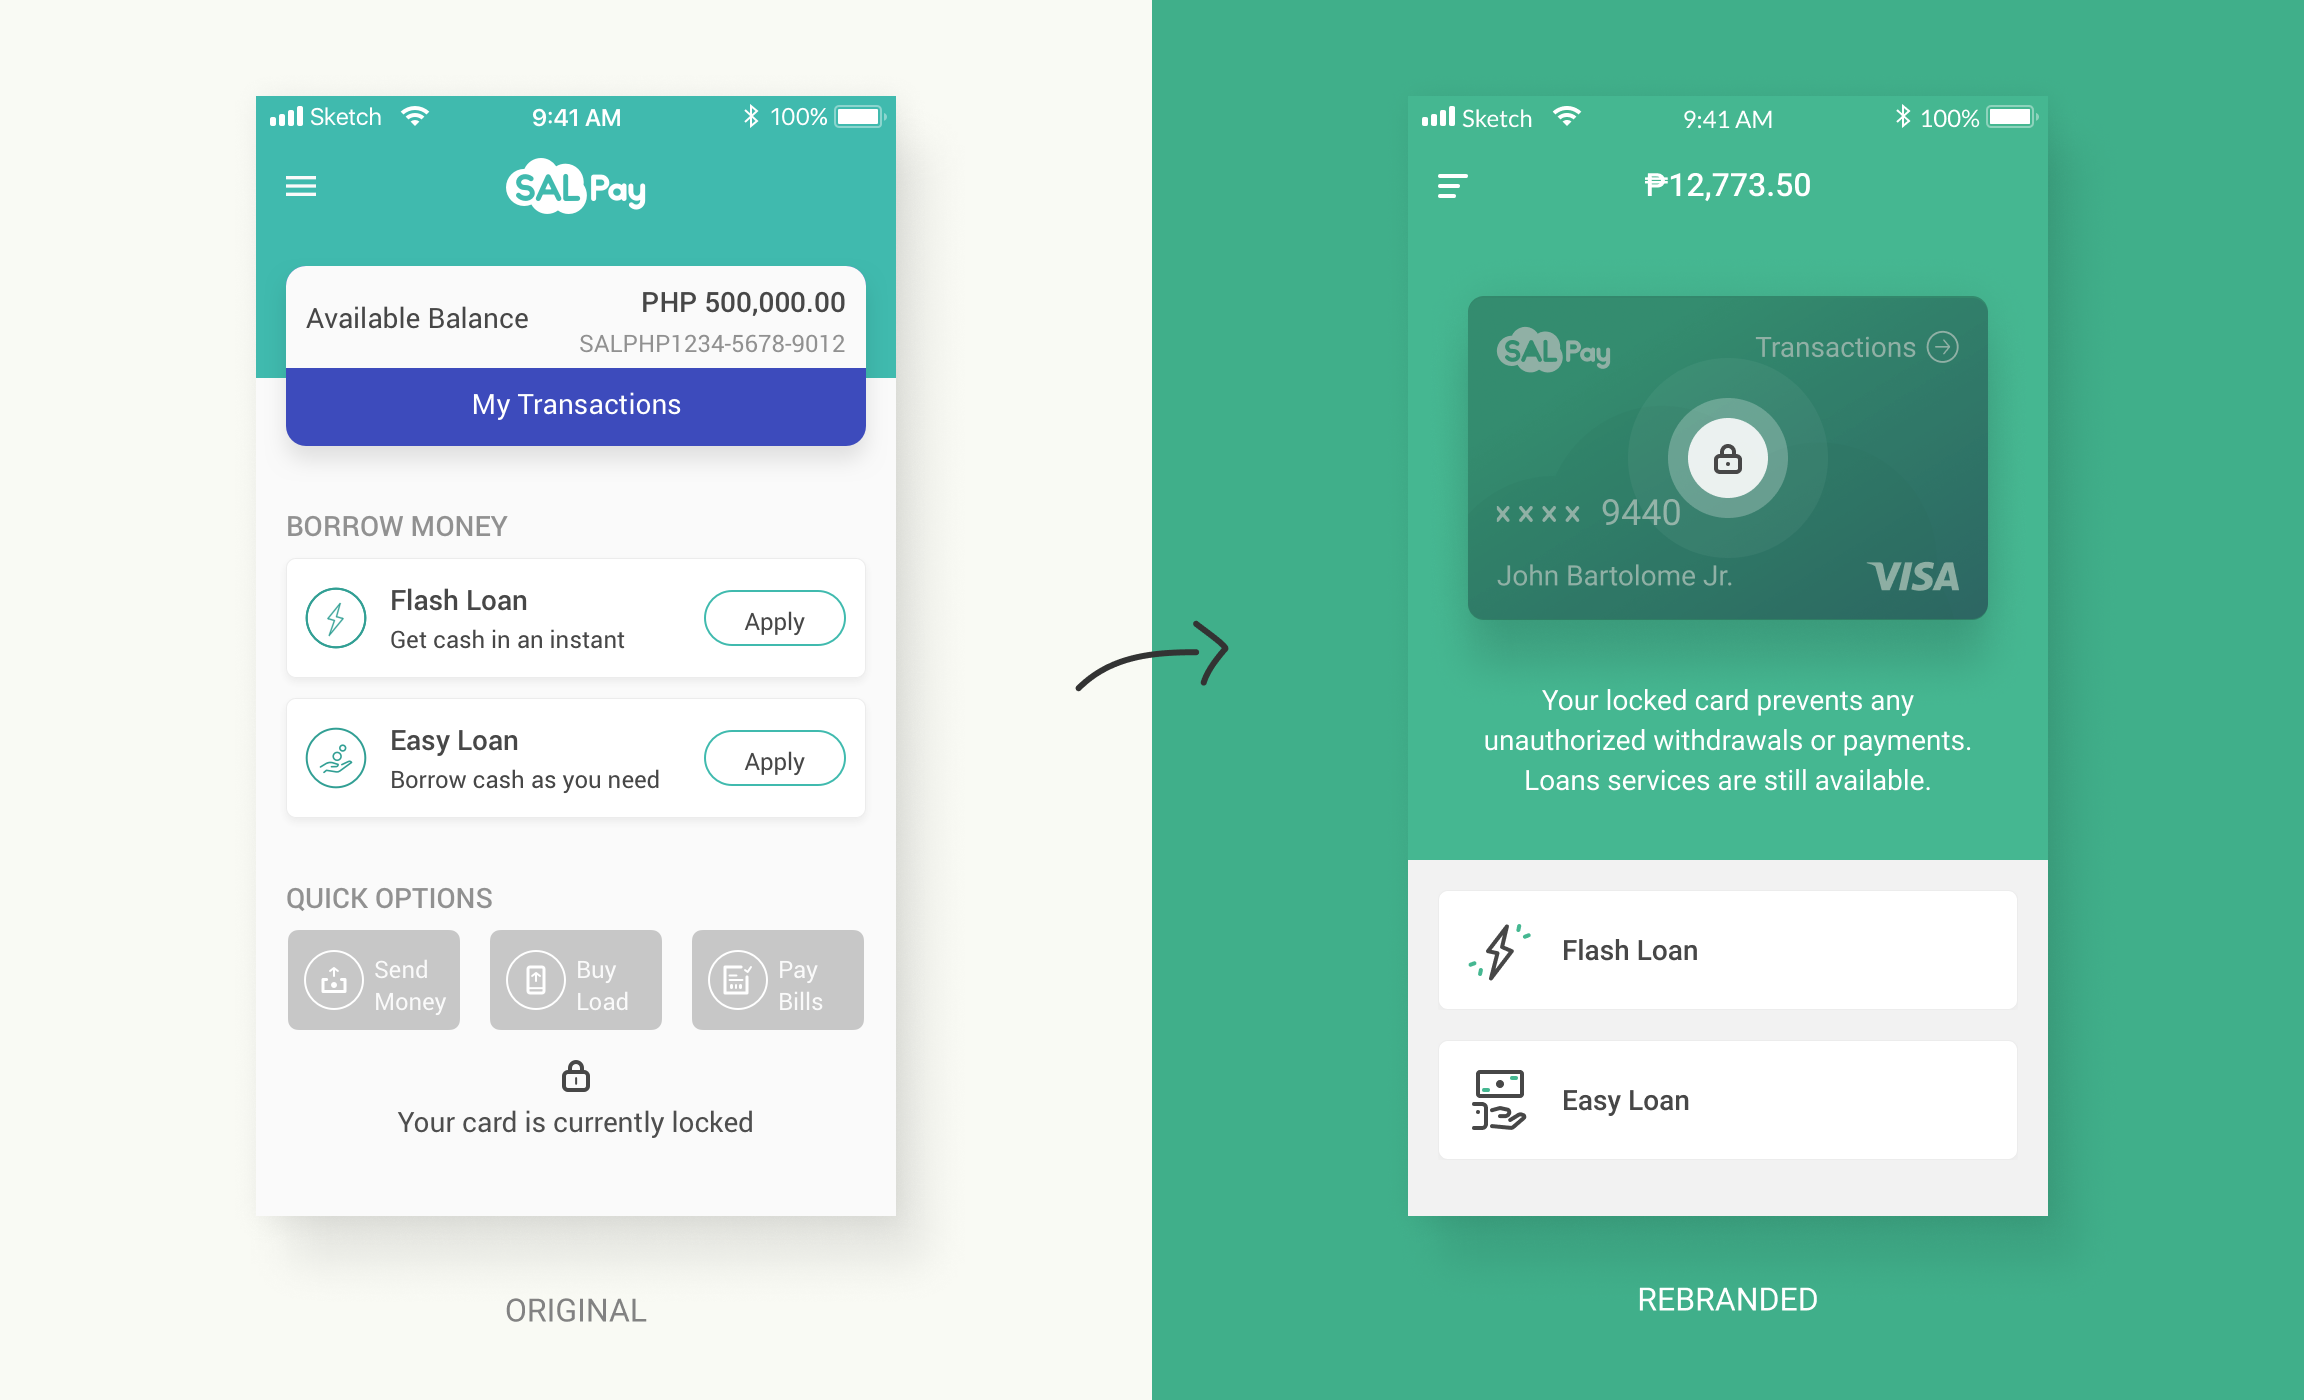 Sketch 9:41 AM 100%
SAL Pay
Available Balance
PHP 500,000.00
SALPHP1234-5678-9012
My Transactions
BORROW MONEY
Flash Loan
Get cash in an instant
Apply
Easy Loan
Borrow cash as you need
Apply
QUICK OPTIONS
Send
Money
Buy
Load
Pay
Bills
Your card is currently locked
ORIGINAL
Sketch 9:41 AM 100%
₱12,773.50
SAL Pay
Transactions
×××× 9440
John Bartolome Jr.
VISA
Your locked card prevents any
unauthorized withdrawals or payments.
Loans services are still available.
Flash Loan
Easy Loan
REBRANDED